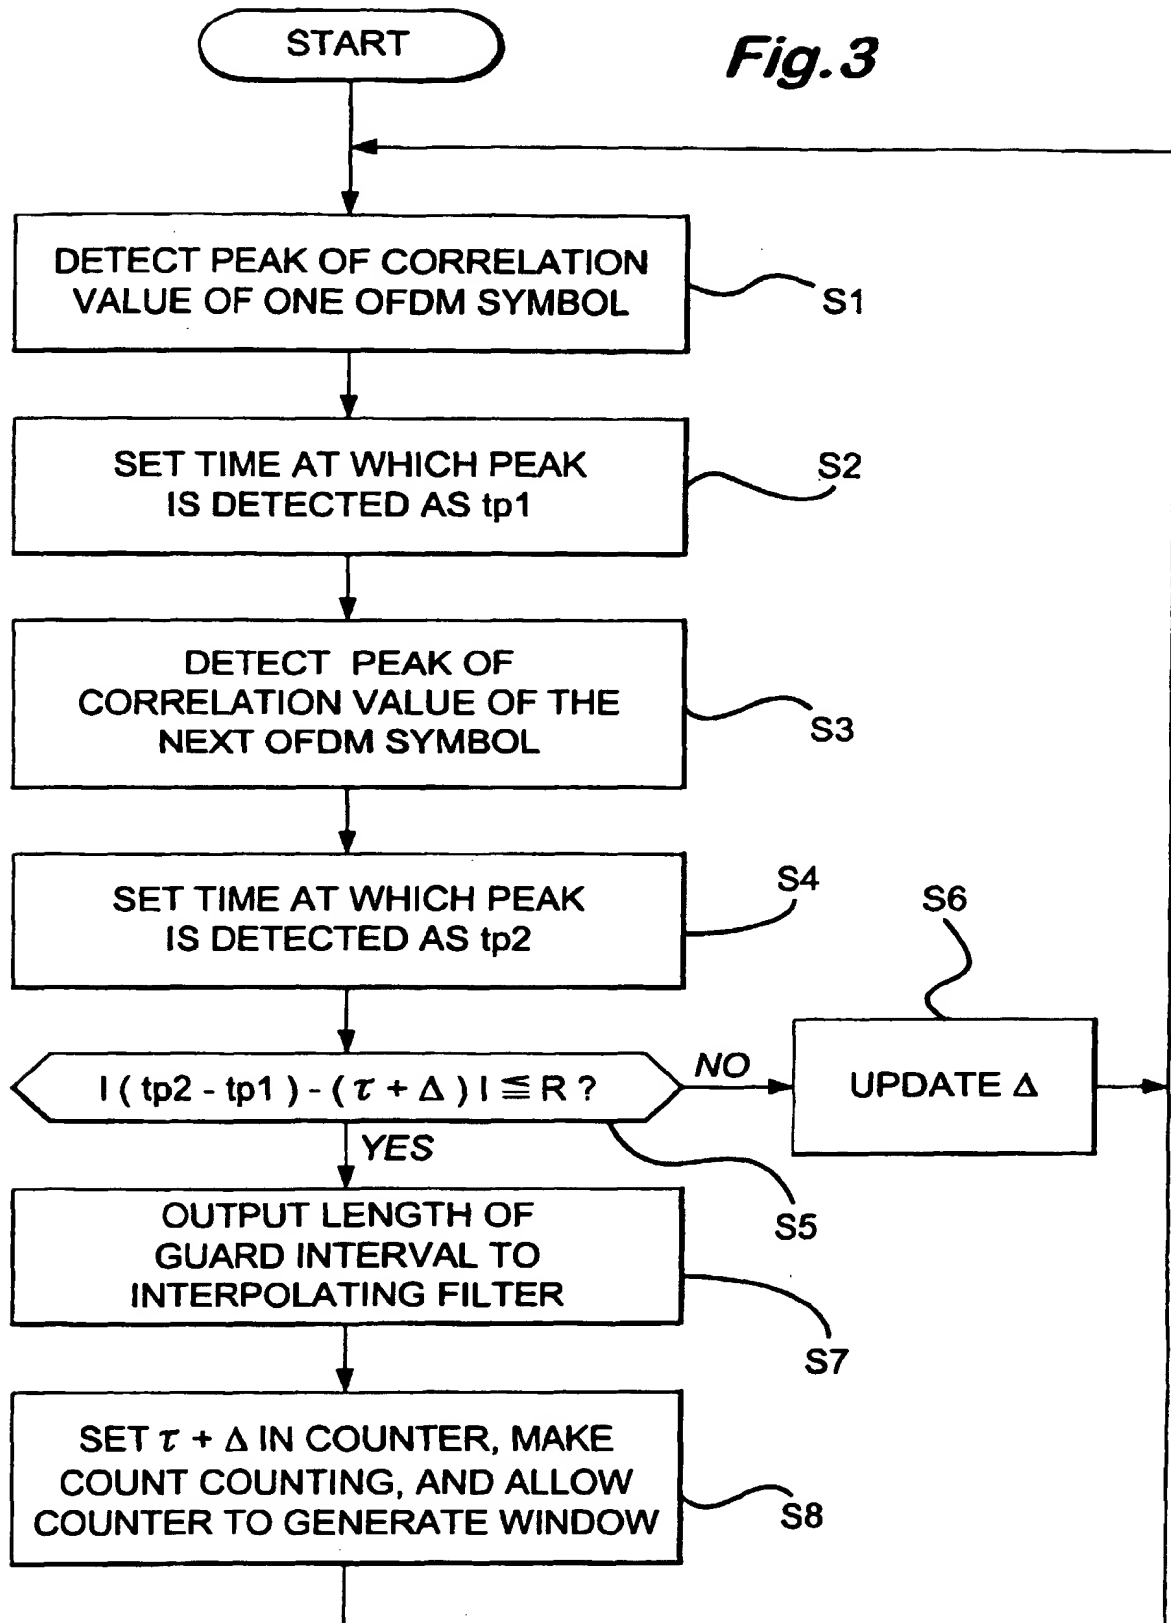 START
Fig.3
DETECT PEAK OF CORRELATION
VALUE OF ONE OFDM SYMBOL
S1
SET TIME AT WHICH PEAK
IS DETECTED AS tp1
S2
DETECT PEAK OF
CORRELATION VALUE OF THE
NEXT OFDM SYMBOL
S3
SET TIME AT WHICH PEAK
IS DETECTED AS tp2
S4
S6
I ( tp2 - tp1 ) - ( τ + Δ ) I ≦ R ?
NO
UPDATE Δ
YES
S5
OUTPUT LENGTH OF
GUARD INTERVAL TO
INTERPOLATING FILTER
S7
SET τ + Δ IN COUNTER, MAKE
COUNT COUNTING, AND ALLOW
COUNTER TO GENERATE WINDOW
S8